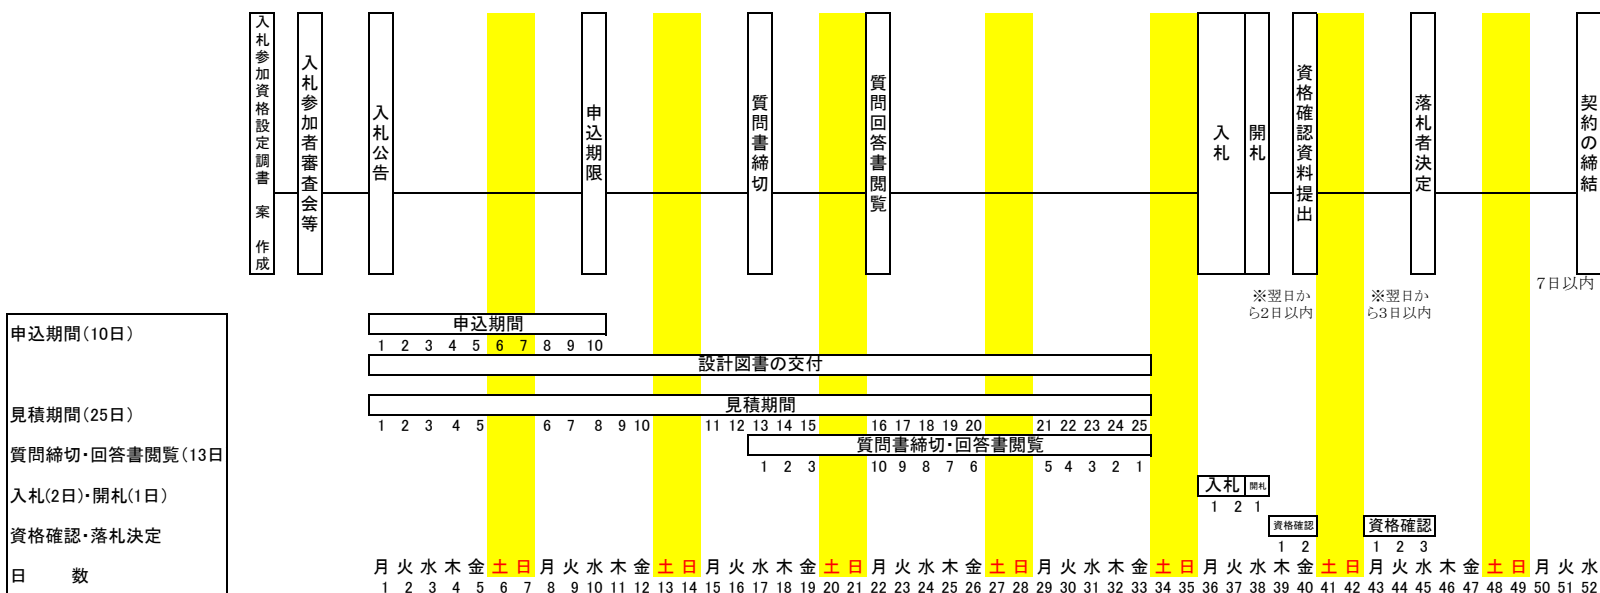 入札参加資格設定調書　案　作成
入札参加者審査会等
入札公告
申込期限
質問書締切
質問回答書閲覧
入札
開札
資格確認資料提出
落札者決定
契約の締結
7日以内
※翌日か
ら2日以内
※翌日か
ら3日以内
申込期間(10日)
申込期間
1 2 3 4 5 6 7 8 9 10
設計図書の交付
見積期間
見積期間(25日)
1 2 3 4 5 6 7 8 9 10 11 12 13 14 15 16 17 18 19 20 21 22 23 24 25
質問書締切・回答書閲覧
質問締切・回答書閲覧(13日
1 2 3 10 9 8 7 6 5 4 3 2 1
入札 開札
入札(2日)・開札(1日)
1 2 1
資格確認 資格確認
資格確認・落札決定
1 2 1 2 3
月 火 水 木 金 土 日 月 火 水 木 金 土 日 月 火 水 木 金 土 日 月 火 水 木 金 土 日 月 火 水 木 金 土 日 月 火 水 木 金 土 日 月 火 水 木 金 土 日 月 火 水
日　　数
1 2 3 4 5 6 7 8 9 10 11 12 13 14 15 16 17 18 19 20 21 22 23 24 25 26 27 28 29 30 31 32 33 34 35 36 37 38 39 40 41 42 43 44 45 46 47 48 49 50 51 52